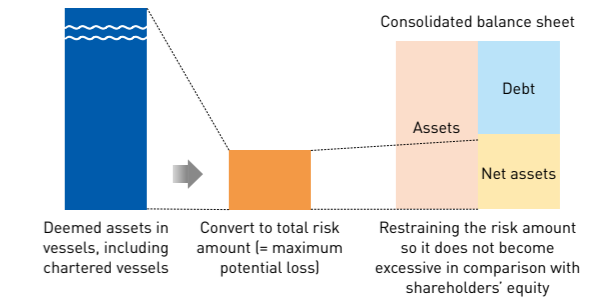 Consolidated balance sheet
Debt
Assets
Net assets
Deemed assets in
vessels, including
chartered vessels
Convert to total risk
amount (= maximum
potential loss)
Restraining the risk amount
so it does not become
excessive in comparison with
shareholders’ equity